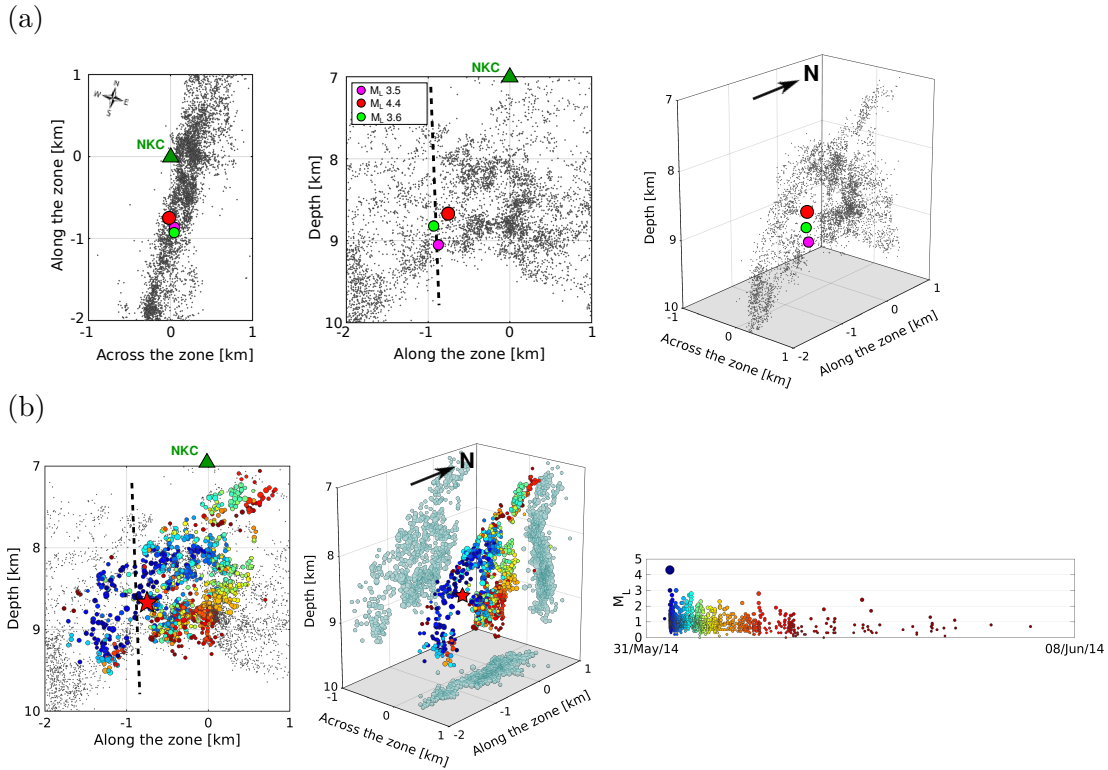 (a)
1
0
-1
-2
-1
0
1
Along the zone [km]
Across the zone [km]
N
W
E
S
NKC
NKC
7
8
9
10
-2
-1
0
1
Depth [km]
Along the zone [km]
M_L 3.5
M_L 4.4
M_L 3.6
N
7
8
9
10
-1
0
1
-2
-1
0
1
Depth [km]
Across the zone [km]
Along the zone [km]
(b)
NKC
7
8
9
10
-2
-1
0
1
Depth [km]
Along the zone [km]
N
7
8
9
10
-1
0
1
-2
-1
0
1
Depth [km]
Across the zone [km]
Along the zone [km]
5
4
3
2
1
0
M_L
31/May/14
08/Jun/14